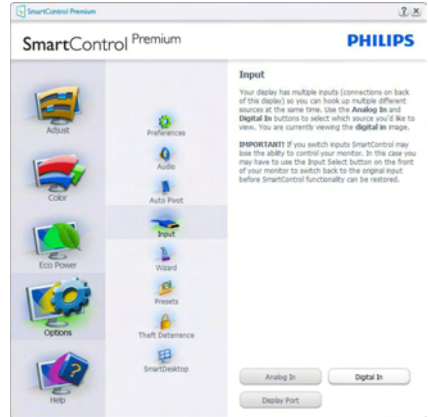 SmartControl Premium
SmartControl Premium
PHILIPS
Adjust
Color
Eco Power
Options
Help
Preferences
Audio
Auto Pivot
Input
Wizard
Presets
Theft Deterrence
SmartDesktop
Input
Your display has multiple inputs (connections on back
of this display) so you can hook up multiple different
sources at the same time. Use the Analog In and
Digital In buttons to select which source you'd like to
view. You are currently viewing the digital-in image.
IMPORTANT! If you switch inputs SmartControl may
lose the ability to control your monitor. In this case you
may have to use the Input Select button on the front
of your monitor to switch back to the original input
before SmartControl functionality can be restored.
Analog In
Digital In
Display Port